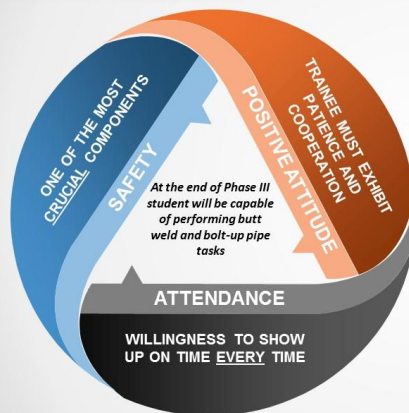 ONE OF THE MOST
CRUCIAL COMPONENTS
SAFETY
TRAINEE MUST EXHIBIT
PATIENCE AND
COOPERATION
POSITIVE ATTITUDE
At the end of Phase III
student will be capable
of performing butt
weld and bolt-up pipe
tasks
ATTENDANCE
WILLINGNESS TO SHOW
UP ON TIME EVERY TIME